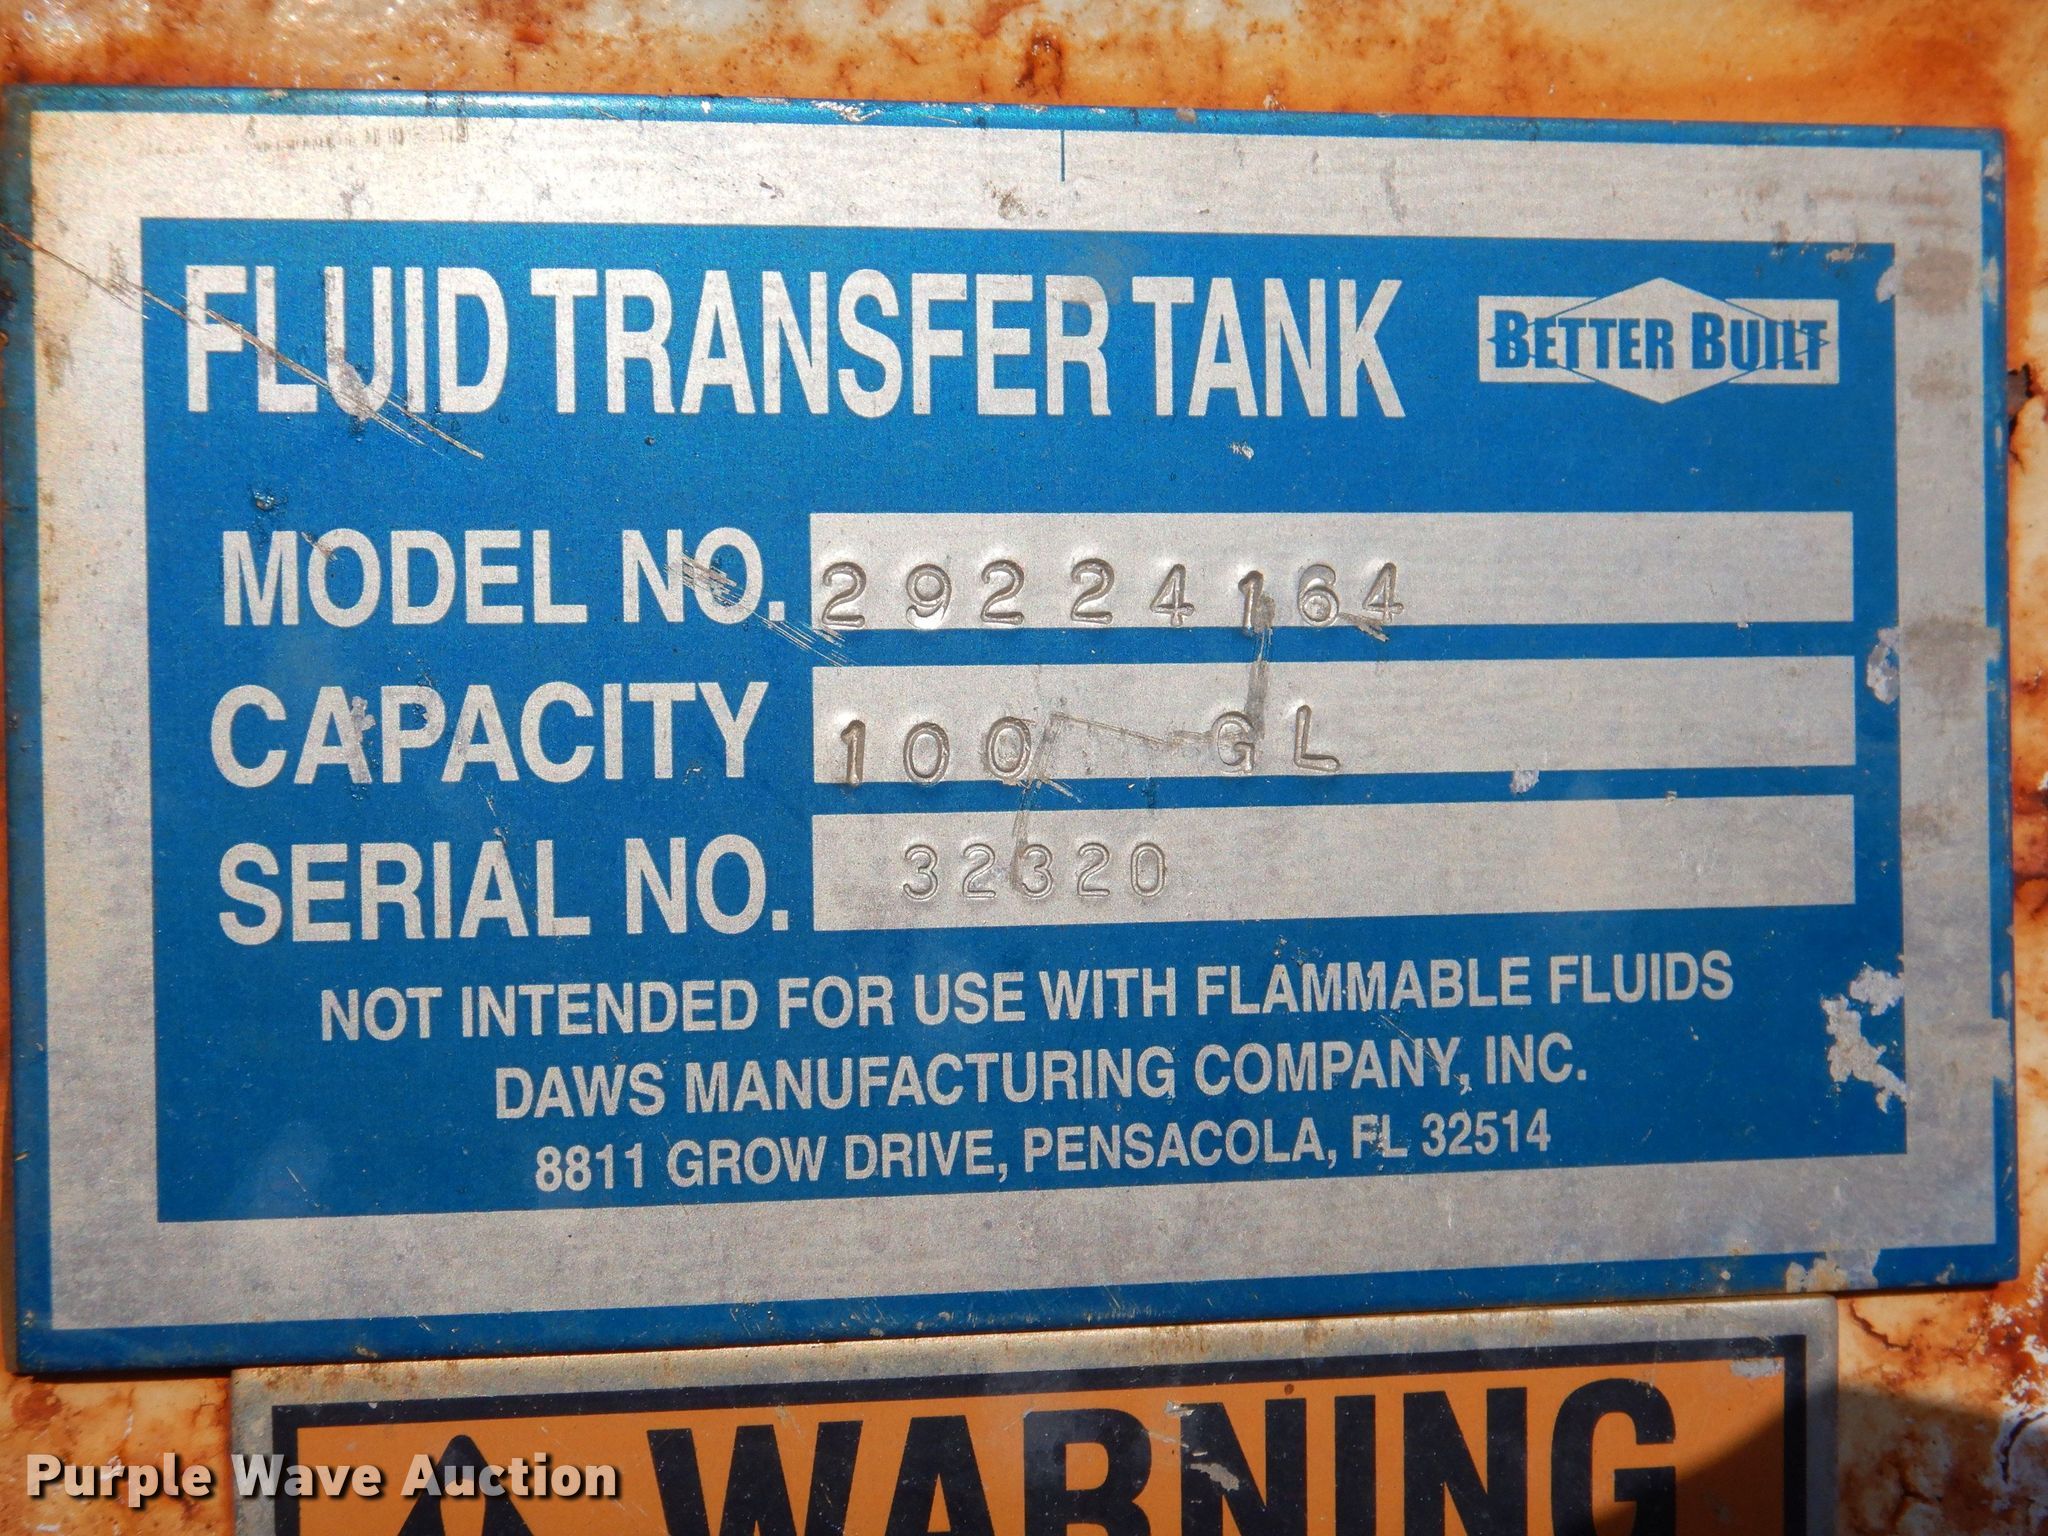 FLUID TRANSFER TANK
BETTER BUILT
MODEL NO. 29224164
CAPACITY 100 GL
SERIAL NO. 32320
NOT INTENDED FOR USE WITH FLAMMABLE FLUIDS
DAWS MANUFACTURING COMPANY, INC.
8811 GROW DRIVE, PENSACOLA, FL 32514
WARNING
Purple Wave Auction